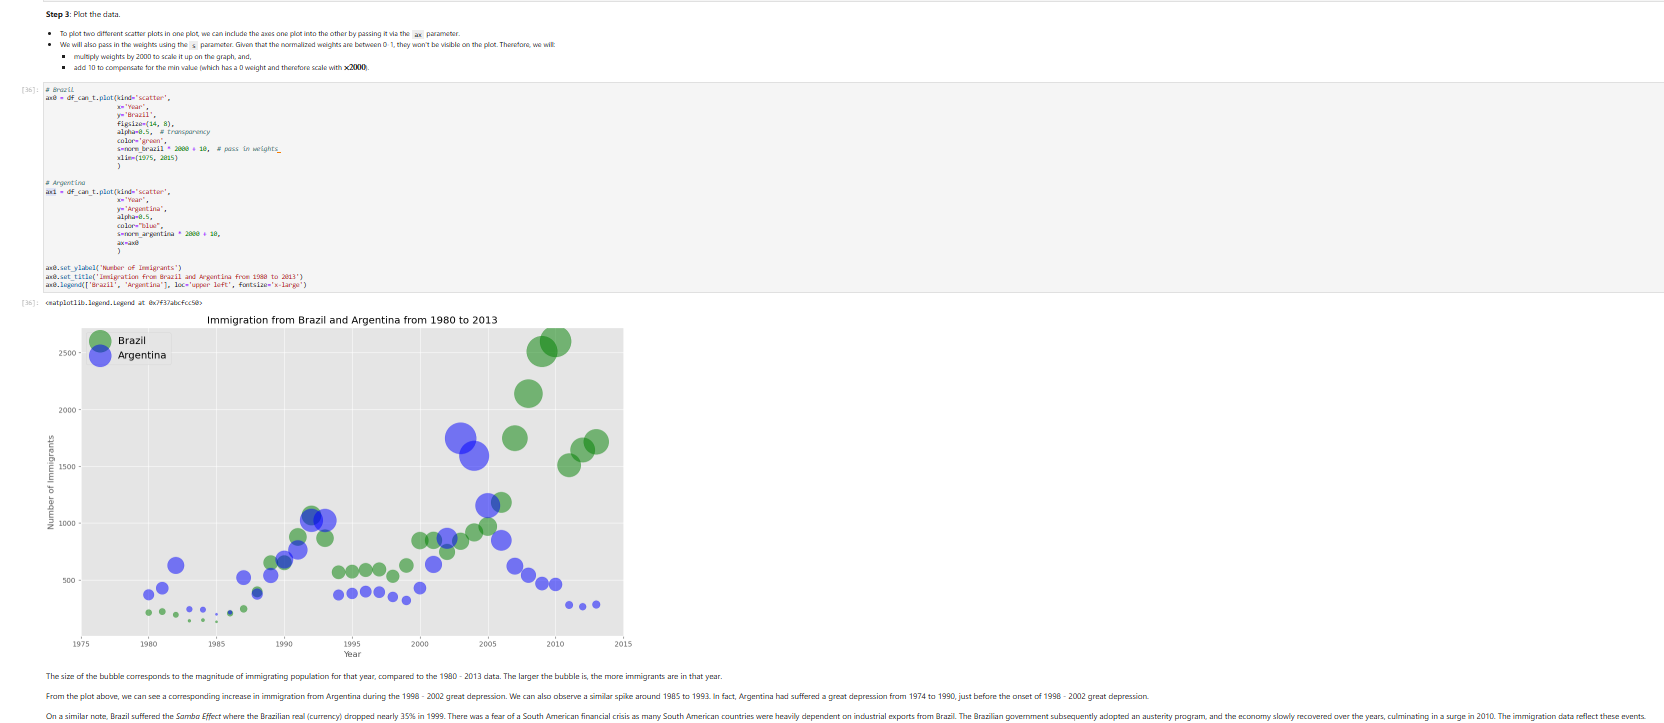 Step 3: Plot the data.
• To plot two different scatter plots in one plot, we can include the axes one plot into the other by passing it via the ax parameter.
• We will also pass in the weights using the s parameter. Given that the normalized weights are between 0-1, they won't be visible on the plot. Therefore, we will:
▪ multiply weights by 2000 to scale it up on the graph, and,
▪ add 10 to compensate for the min value (which has a 0 weight and therefore scale with ×2000).
[36]: # Brazil
ax0 = df_can_t.plot(kind='scatter',
x='Year',
y='Brazil',
figsize=(14, 8),
alpha=0.5, # transparency
color='green',
s=norm_brazil * 2000 + 10, # pass in weights
xlim=(1975, 2015)
)
# Argentina
ax1 = df_can_t.plot(kind='scatter',
x='Year',
y='Argentina',
alpha=0.5,
color="blue",
s=norm_argentina * 2000 + 10,
ax=ax0
)
ax0.set_ylabel('Number of Immigrants')
ax0.set_title('Immigration from Brazil and Argentina from 1980 to 2013')
ax0.legend(['Brazil', 'Argentina'], loc='upper left', fontsize='x-large')
[36]: <matplotlib.legend.Legend at 0x7f37abcfcc50>
Immigration from Brazil and Argentina from 1980 to 2013
Brazil
Argentina
2500
2000
1500
1000
500
Number of Immigrants
1975 1980 1985 1990 1995 2000 2005 2010 2015
Year
The size of the bubble corresponds to the magnitude of immigrating population for that year, compared to the 1980 - 2013 data. The larger the bubble is, the more immigrants are in that year.
From the plot above, we can see a corresponding increase in immigration from Argentina during the 1998 - 2002 great depression. We can also observe a similar spike around 1985 to 1993. In fact, Argentina had suffered a great depression from 1974 to 1990, just before the onset of 1998 - 2002 great depression.
On a similar note, Brazil suffered the Samba Effect where the Brazilian real (currency) dropped nearly 35% in 1999. There was a fear of a South American financial crisis as many South American countries were heavily dependent on industrial exports from Brazil. The Brazilian government subsequently adopted an austerity program, and the economy slowly recovered over the years, culminating in a surge in 2010. The immigration data reflect these events.